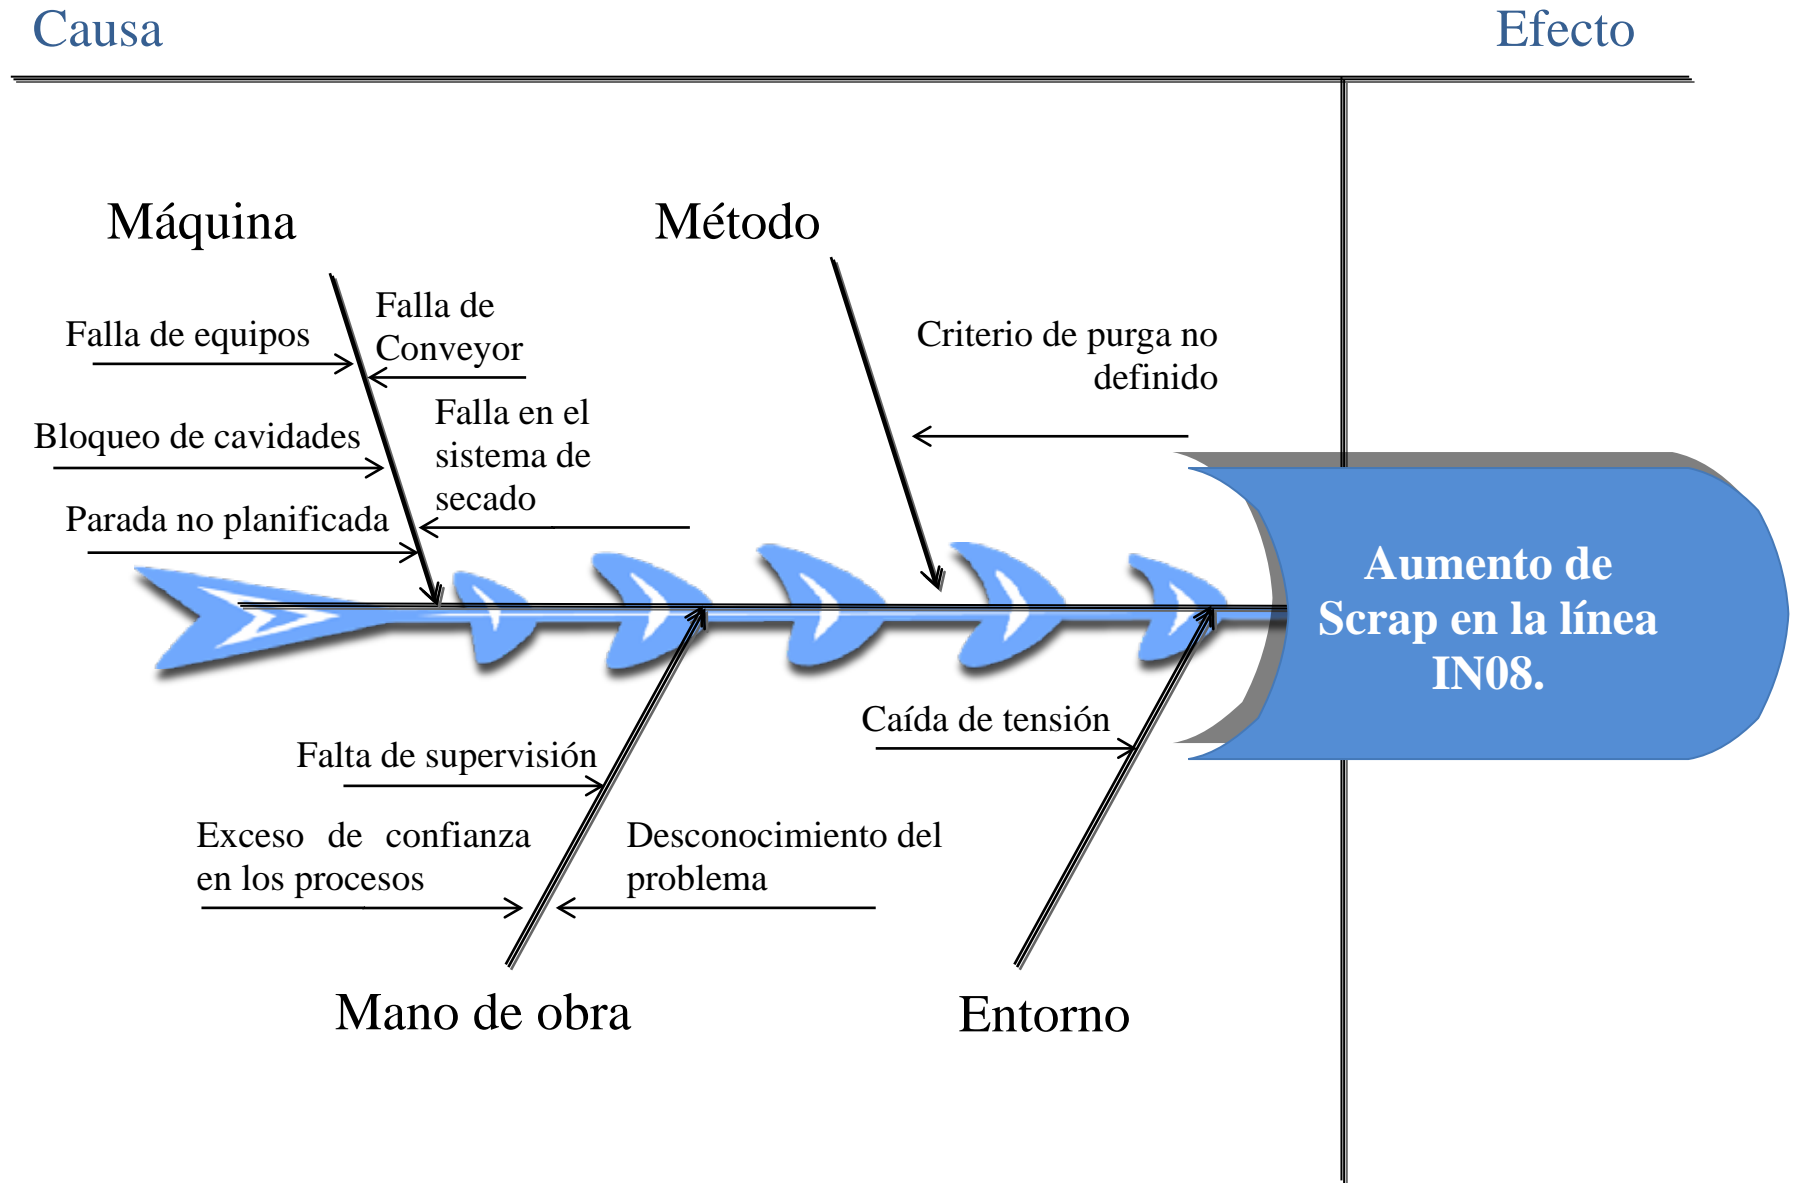 Causa
Efecto
Máquina
Método
Falla de equipos
Falla de
Conveyor
Criterio de purga no
definido
Bloqueo de cavidades
Falla en el
sistema de
secado
Parada no planificada
Aumento de
Scrap en la línea
IN08.
Falta de supervisión
Caída de tensión
Exceso de confianza
en los procesos
Desconocimiento del
problema
Mano de obra
Entorno